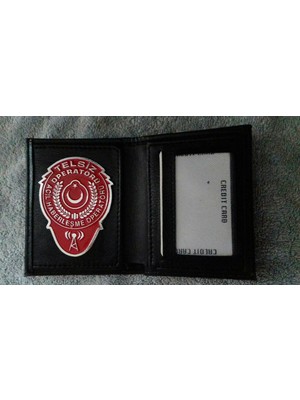 TELSİZ
OPERATÖRÜ
ACİL HABERLEŞME OPERATÖRÜ
CREDIT CARD
CREDIT CARD